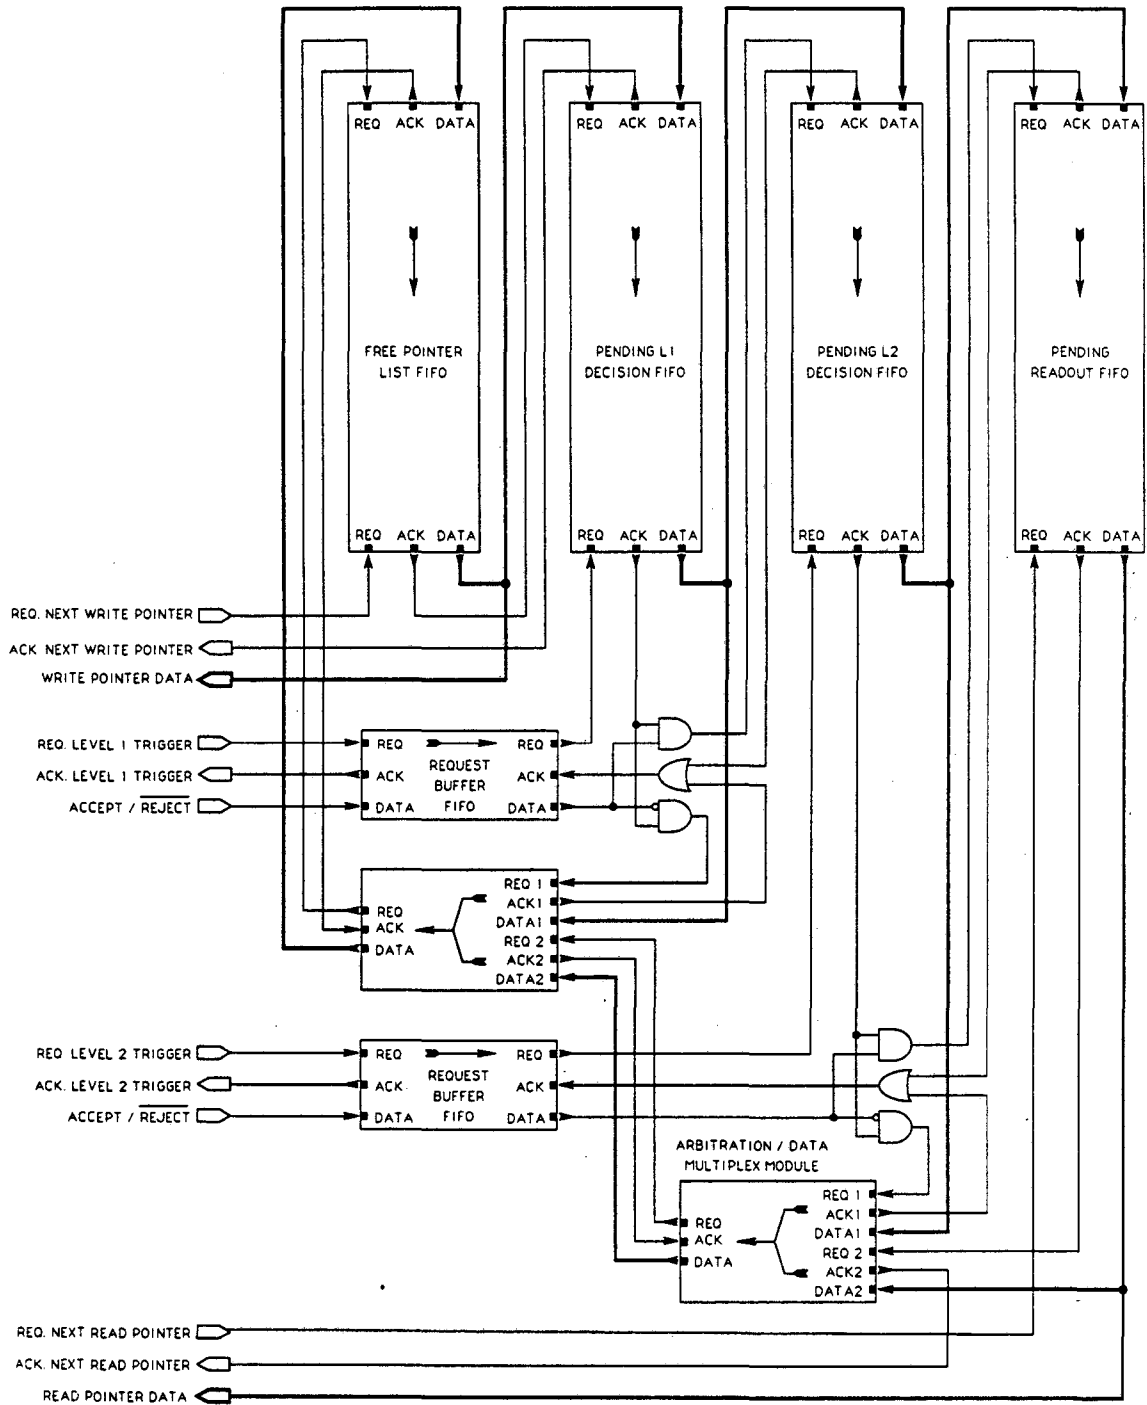 REQ ACK DATA
REQ ACK DATA
REQ ACK DATA
REQ ACK DATA
FREE POINTER
LIST FIFO
PENDING L1
DECISION FIFO
PENDING L2
DECISION FIFO
PENDING
READOUT FIFO
REQ ACK DATA
REQ ACK DATA
REQ ACK DATA
REQ ACK DATA
REQ. NEXT WRITE POINTER
ACK NEXT WRITE POINTER
WRITE POINTER DATA
REQ. LEVEL 1 TRIGGER
ACK. LEVEL 1 TRIGGER
ACCEPT / REJECT
REQ
ACK
DATA
REQUEST
BUFFER
FIFO
REQ
ACK
DATA
REQ
ACK
DATA
REQ 1
ACK1
DATA1
REQ 2
ACK2
DATA2
REQ LEVEL 2 TRIGGER
ACK. LEVEL 2 TRIGGER
ACCEPT / REJECT
REQ
ACK
DATA
REQUEST
BUFFER
FIFO
REQ
ACK
DATA
ARBITRATION / DATA
MULTIPLEX MODULE
REQ
ACK
DATA
REQ 1
ACK1
DATA1
REQ 2
ACK2
DATA2
REQ. NEXT READ POINTER
ACK. NEXT READ POINTER
READ POINTER DATA